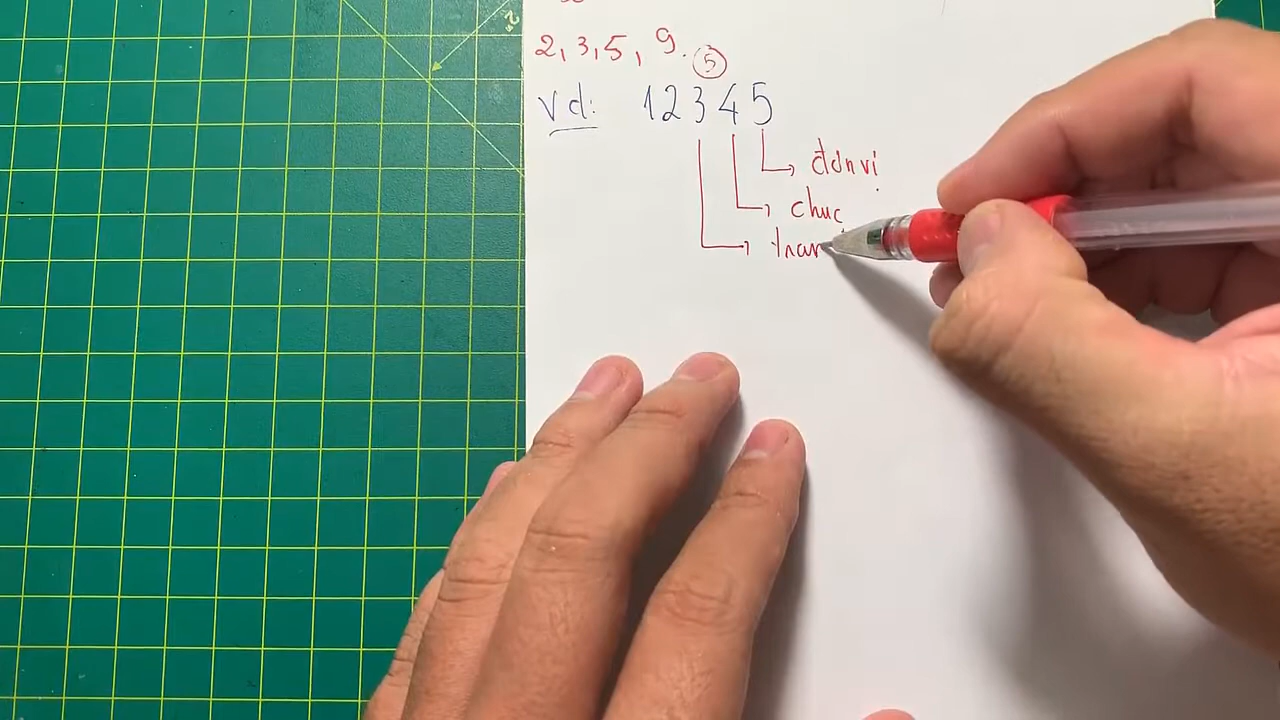 2, 3, 5, 9.
5
Vd: 12345
đơn vị
chục